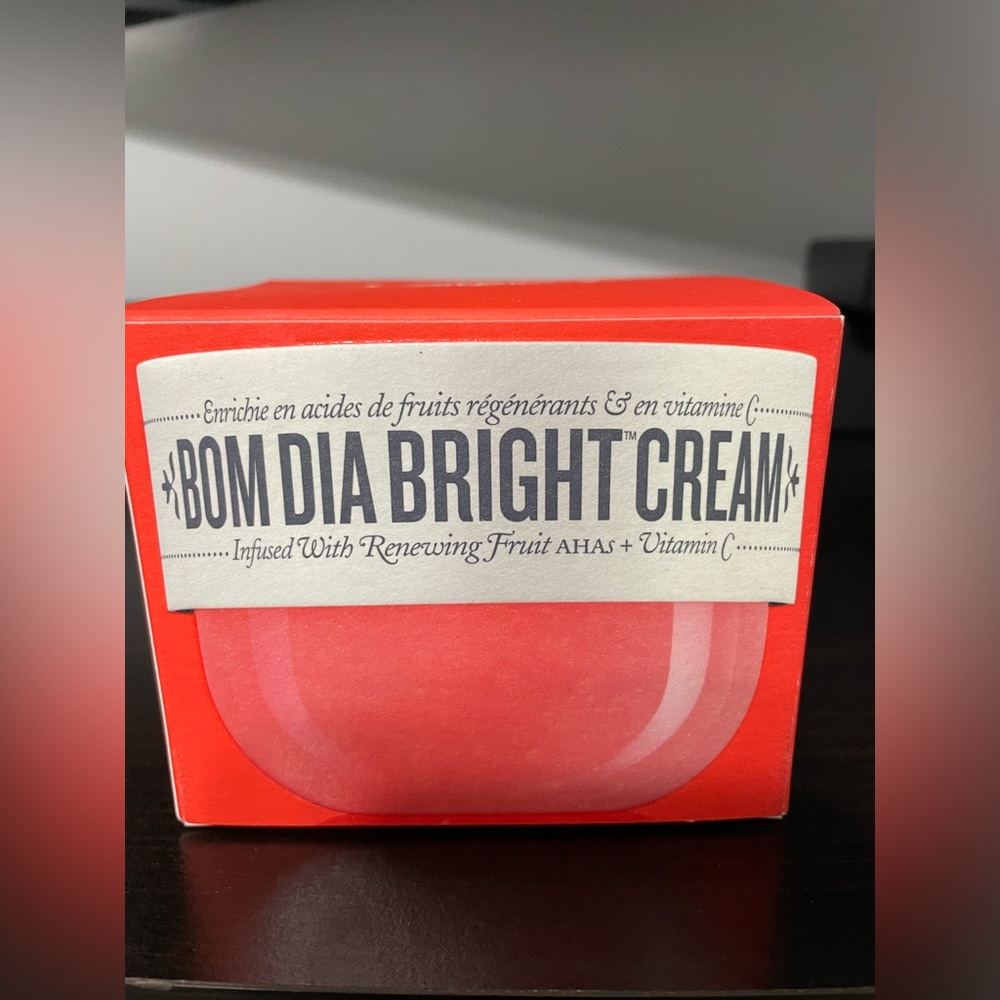 Enrichie en acides de fruits régénérants & en vitamine C
BOM DIA BRIGHT™ CREAM
Infused With Renewing Fruit AHAs + Vitamin C